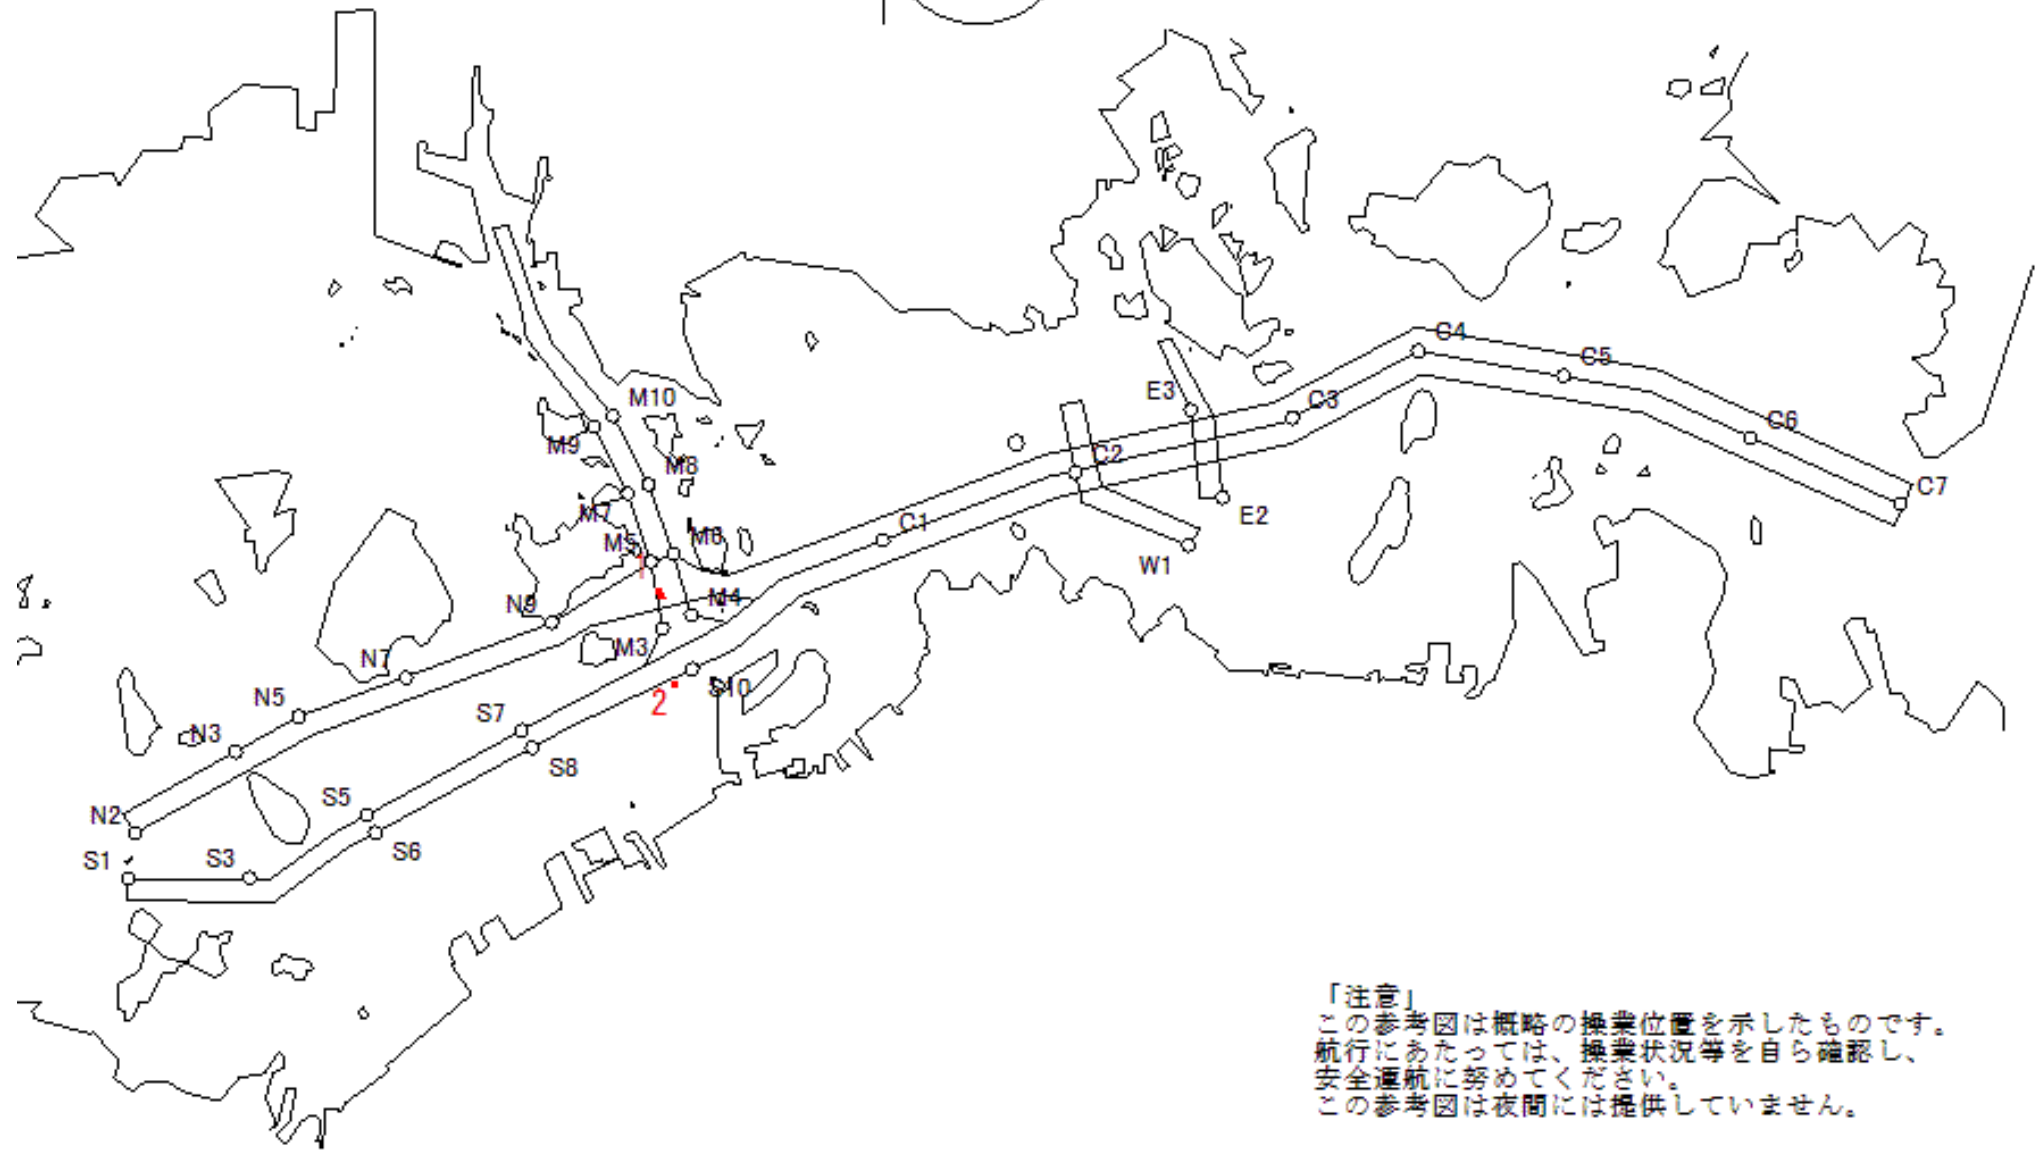 C4
C5
M10
E3
C3
C6
M9
C2
M8
C7
M7
E2
C1
M5
M6
1
W1
N9
M4
M3
N7
2
S10
N5
S7
N3
S8
S5
N2
S6
S1
S3
「注意」
この参考図は概略の操業位置を示したものです。
航行にあたっては、操業状況等を自ら確認し、
安全運航に努めてください。
この参考図は夜間には提供していません。